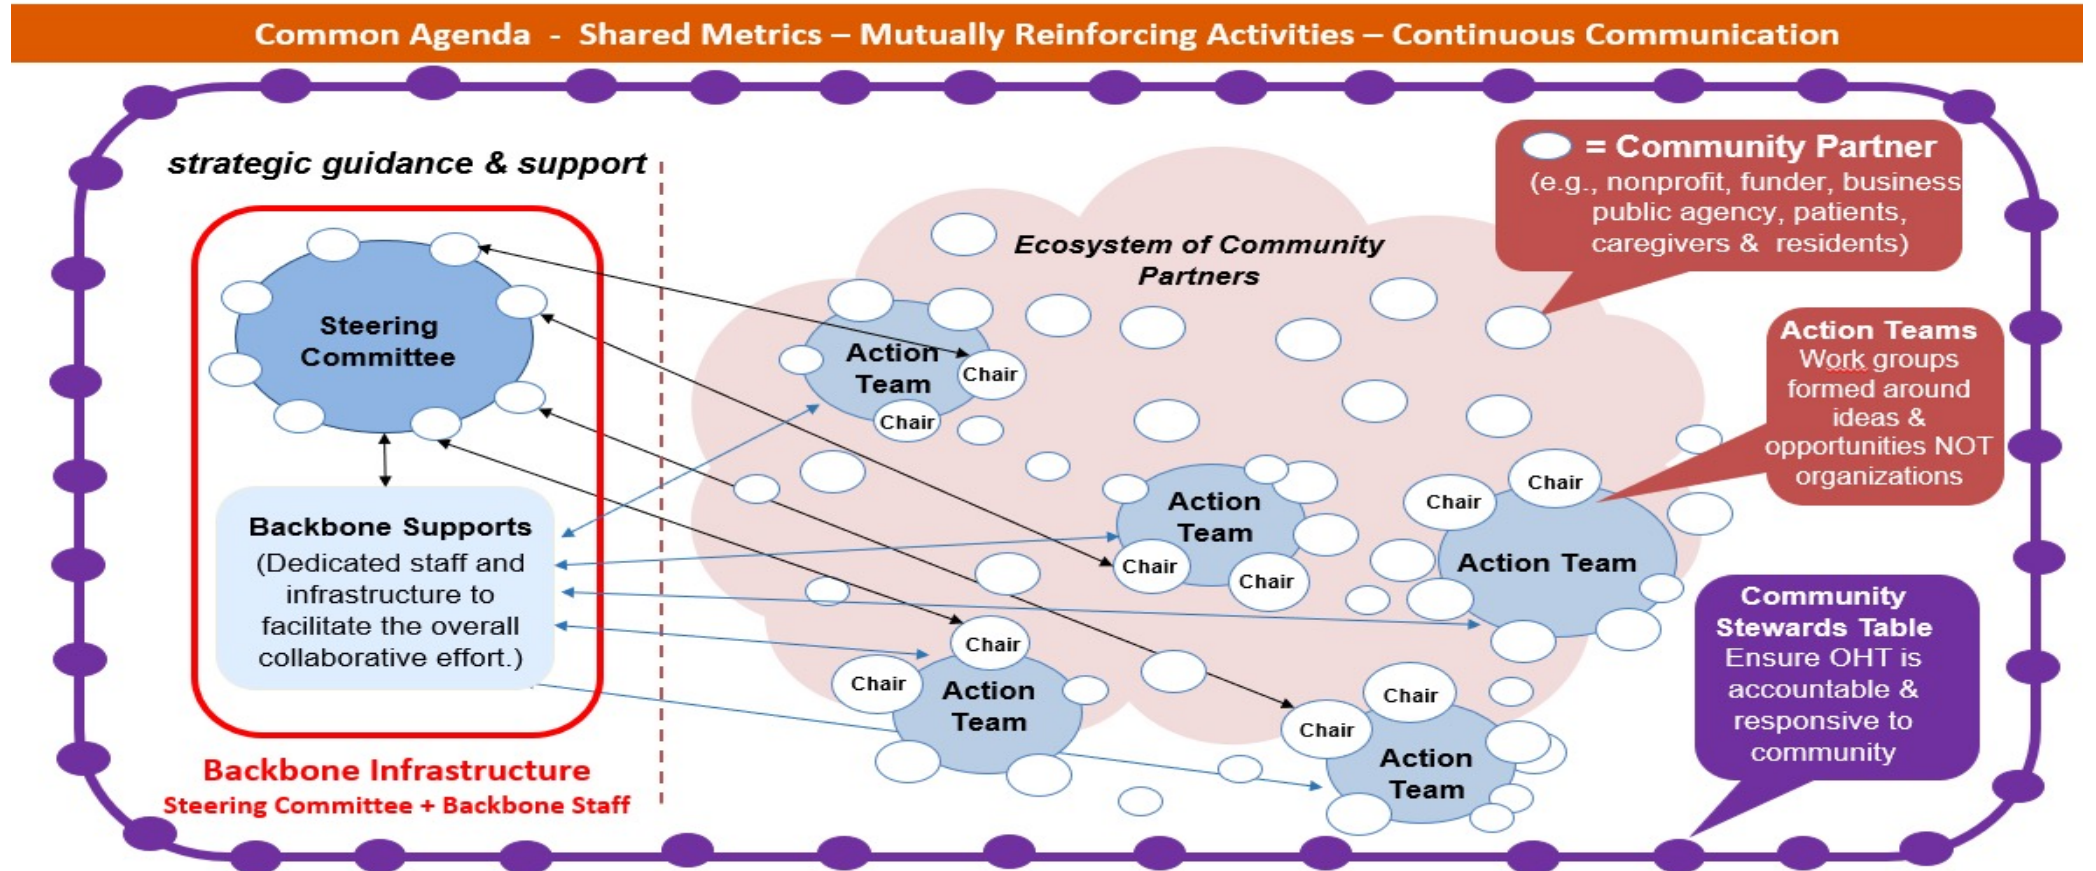 Common Agenda - Shared Metrics – Mutually Reinforcing Activities – Continuous Communication
strategic guidance & support
Steering
Committee
Backbone Supports
(Dedicated staff and
infrastructure to
facilitate the overall
collaborative effort.)
Backbone Infrastructure
Steering Committee + Backbone Staff
Ecosystem of Community
Partners
Action
Team
Chair
Chair
Action
Team
Chair
Chair
Chair
Chair
Action Team
Chair
Chair
Action
Team
Chair
Chair
Action
Team
= Community Partner
(e.g., nonprofit, funder, business
public agency, patients,
caregivers & residents)
Action Teams
Work groups
formed around
ideas &
opportunities NOT
organizations
Community
Stewards Table
Ensure OHT is
accountable &
responsive to
community